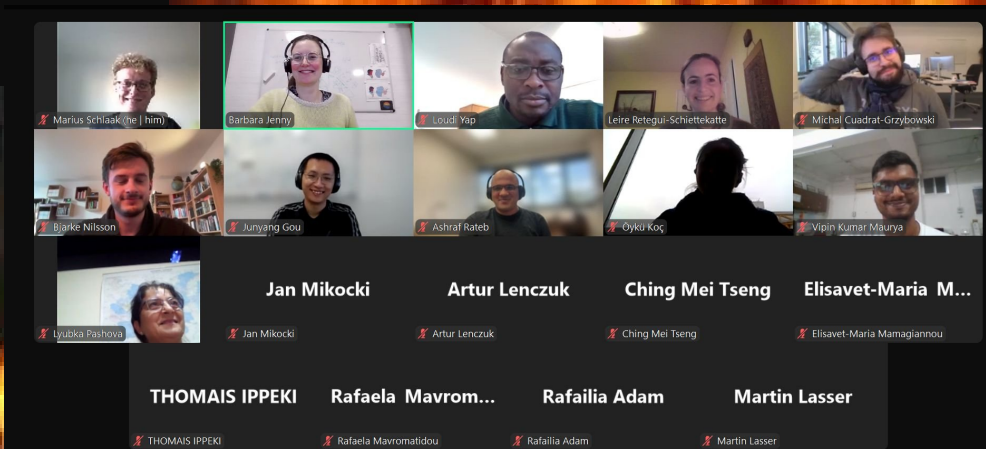 Marius Schlaak (he | him)
Barbara Jenny
Loudi Yap
Leire Retegui-Schiettekatte
Michal Cuadrat-Grzybowski
Bjarke Nilsson
Junyang Gou
Ashraf Rateb
Öykü Koç
Vipin Kumar Maurya
Lyubka Pashova
Jan Mikocki
Jan Mikocki
Artur Lenczuk
Artur Lenczuk
Ching Mei Tseng
Ching Mei Tseng
Elisavet-Maria M...
Elisavet-Maria Mamagiannou
THOMAIS IPPEKI
THOMAIS IPPEKI
Rafaela Mavrom...
Rafaela Mavromatidou
Rafailia Adam
Rafailia Adam
Martin Lasser
Martin Lasser